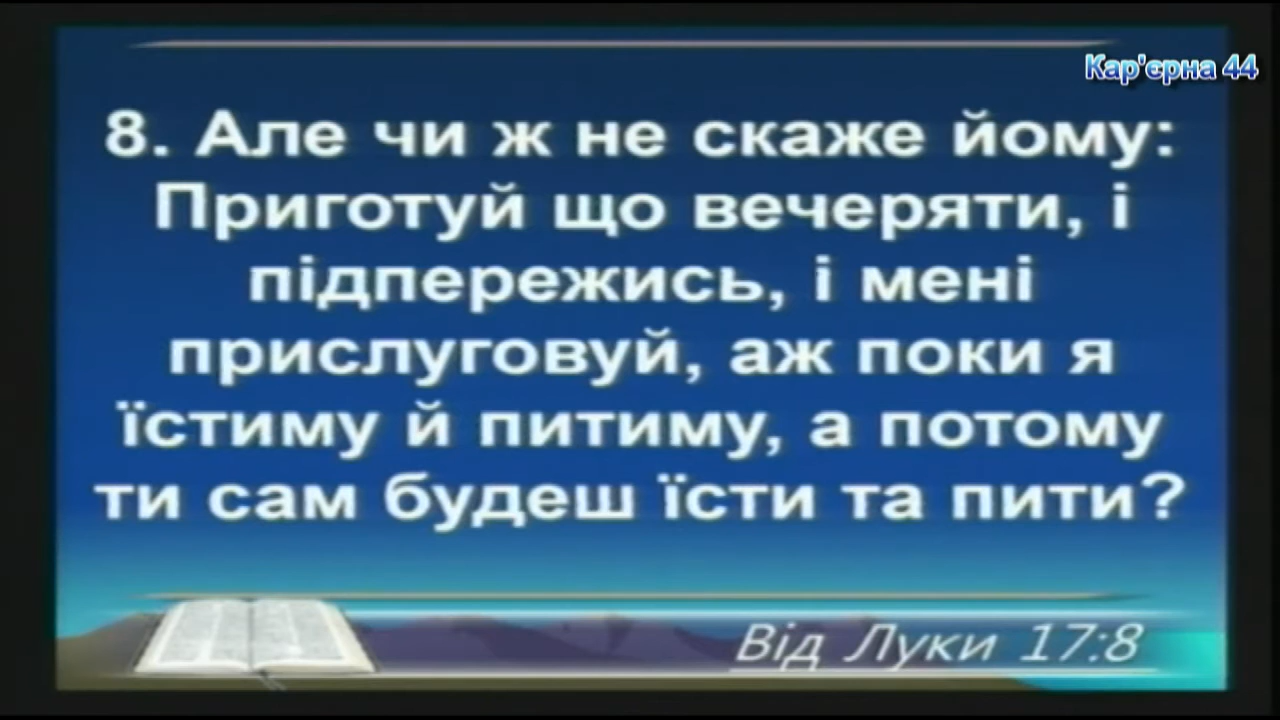 Кар'єрна 44
8. Але чи ж не скаже йому:
Приготуй що вечеряти, і
підпережись, і мені
прислуговуй, аж поки я
їстиму й питиму, а потому
ти сам будеш їсти та пити?
Від Луки 17:8